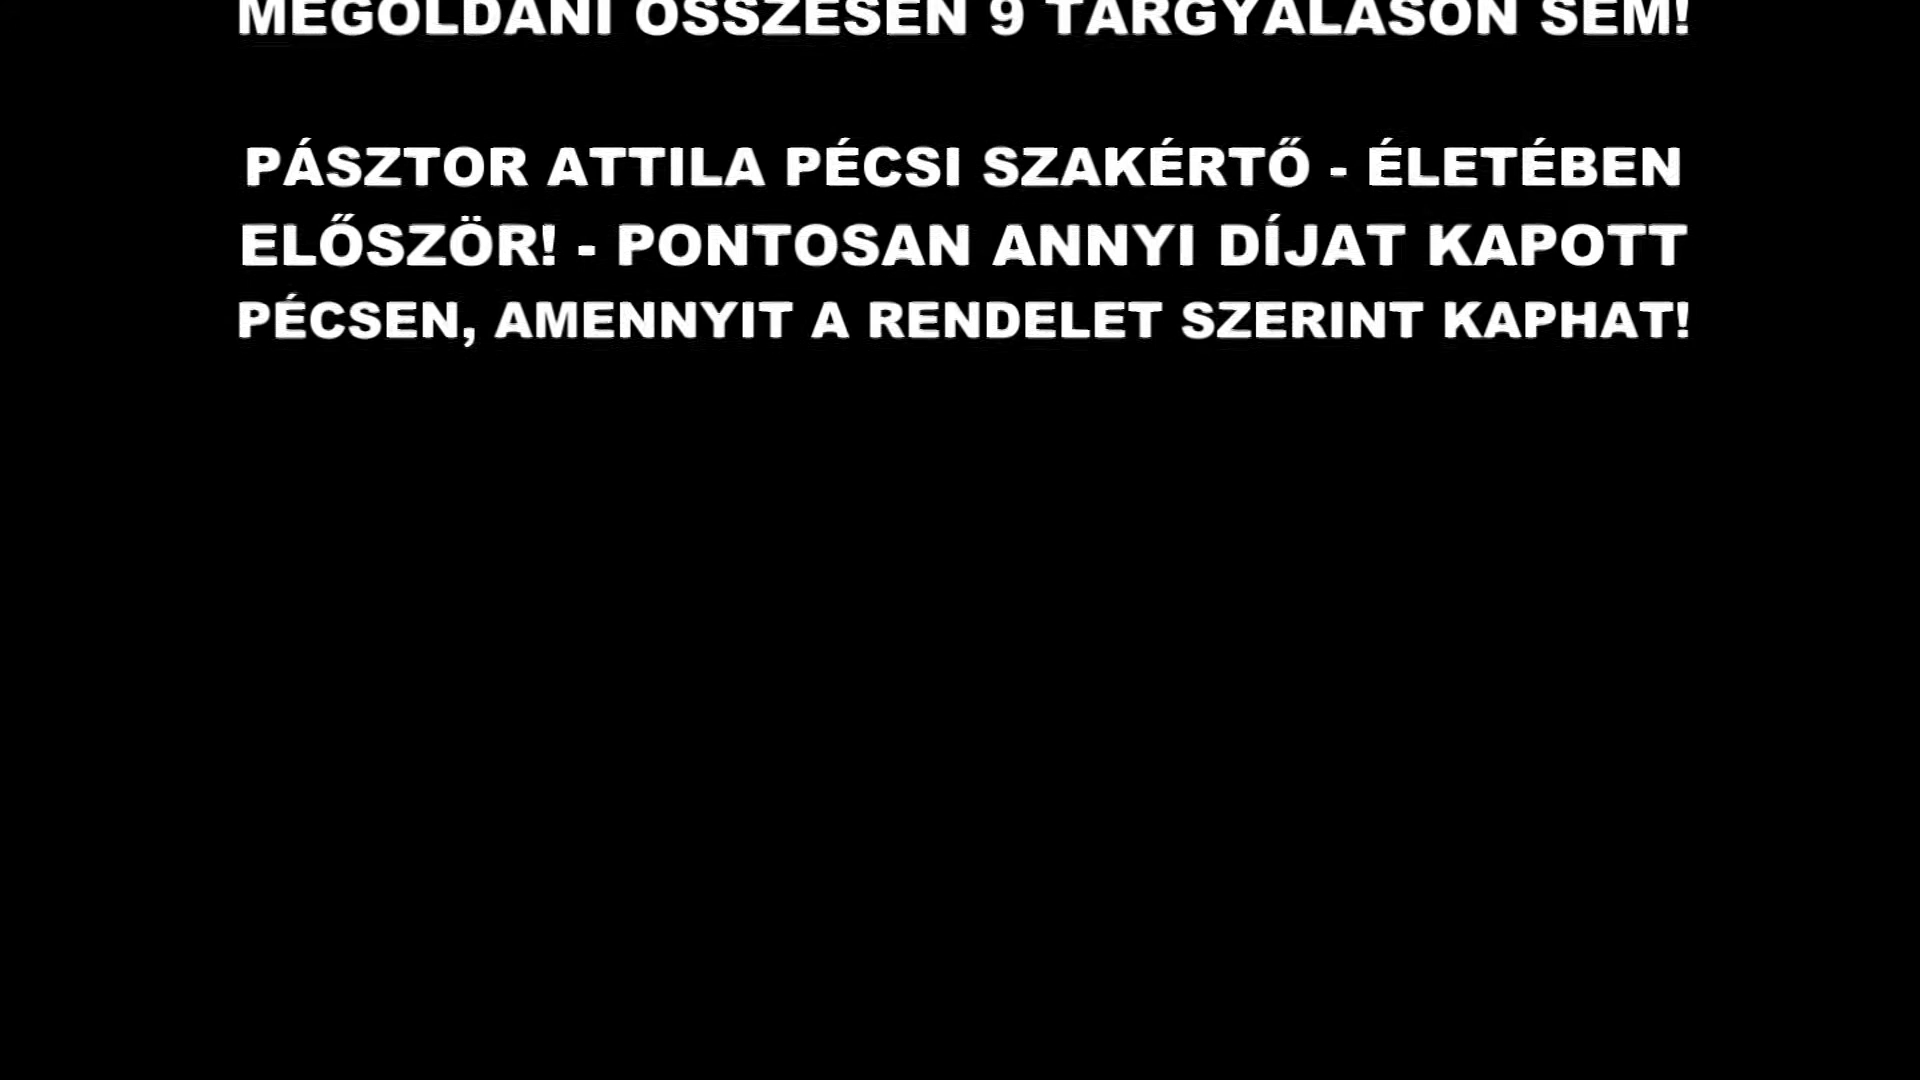 MEGOLDANI ÖSSZESEN 9 TÁRGYALÁSON SEM!
PÁSZTOR ATTILA PÉCSI SZAKÉRTŐ - ÉLETÉBEN
ELŐSZÖR! - PONTOSAN ANNYI DÍJAT KAPOTT
PÉCSEN, AMENNYIT A RENDELET SZERINT KAPHAT!